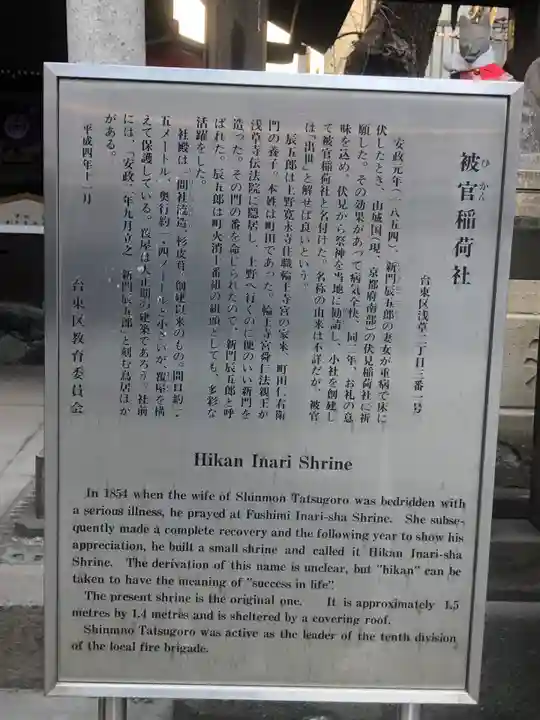 被官稲荷社
ひかん
台東区浅草二丁目三番一号
安政元年(一八五四)、新門辰五郎の妻女が重病で床に
伏したとき、山城国(現、京都府南部)の伏見稲荷社に祈
願した。その効果があって病気全快、同二年、お礼の意
味を込め、伏見から祭神を当地に勧請し、小社を創建し
て被官稲荷社と名付けた。名称の由来は不詳だが、被官
は「出世」と解せば良いという。
辰五郎は上野寛永寺住職輪王寺宮の家来、町田仁右衛
門の養子。本姓は町田であった。輪王寺宮舜仁法親王が
浅草寺伝法院に隠居し、上野へ行くのに便のいい新門を
造った。その門の番を命じられたので、新門辰五郎と呼
ばれた。辰五郎は町火消十番組の組頭としても、多彩な
活躍をした。
社殿は一間社流造、杉皮葺、創建以来のもの。間口約一・
五メートル、奥行約一・四メートルと小さいが、覆屋を構
えて保護している。覆屋は大正期の建築であろう。社前
には、「安政二年九月立之 新門辰五郎」と刻む鳥居ほか
がある。
平成四年十一月
台東区教育委員会
Hikan Inari Shrine
In 1854 when the wife of Shinmon Tatsugoro was bedridden with
a serious illness, he prayed at Fushimi Inari-sha Shrine. She subse-
quently made a complete recovery and the following year to show his
appreciation, he built a small shrine and called it Hikan Inari-sha
Shrine. The derivation of this name is unclear, but "hikan" can be
taken to have the meaning of "success in life".
The present shrine is the original one. It is approximately 1.5
metres by 1.4 metres and is sheltered by a covering roof.
Shinmno Tatsugoro was active as the leader of the tenth division
of the local fire brigade.